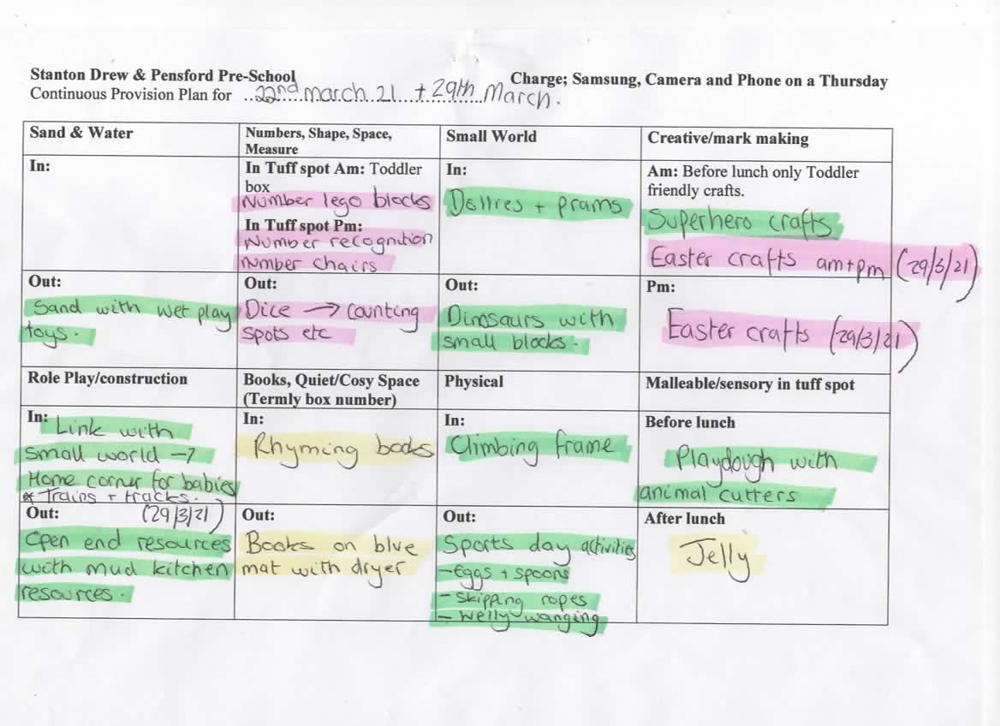 Stanton Drew & Pensford Pre-School
Charge; Samsung, Camera and Phone on a Thursday
Continuous Provision Plan for ..22nd march 21 + 29th March.
Sand & Water
Numbers, Shape, Space,
Measure
Small World
Creative/mark making
In:
In Tuff spot Am: Toddler
box
Number lego blocks
In Tuff spot Pm:
Number recognition
number chairs
In:
Dollies + prams
Am: Before lunch only Toddler
friendly crafts.
Superhero crafts
Easter crafts am+pm (29/3/21)
Out:
Sand with wet play
toys.
Out:
Dice → counting
spots etc
Out:
Dinosaurs with
small blocks.
Pm:
Easter crafts (29/3/21)
Role Play/construction
Books, Quiet/Cosy Space
(Termly box number)
Physical
Malleable/sensory in tuff spot
In: Link with
small world →
Home corner for babies
* Trains + tracks.
(29/3/21)
In:
Rhyming books
In:
Climbing frame
Before lunch
Playdough with
animal cutters
Out:
Open end resources
with mud kitchen
resources.
Out:
Books on blue
mat with dryer
Out:
Sports day activities
- Eggs + spoons
- Skipping ropes
- Welly wanging
After lunch
Jelly